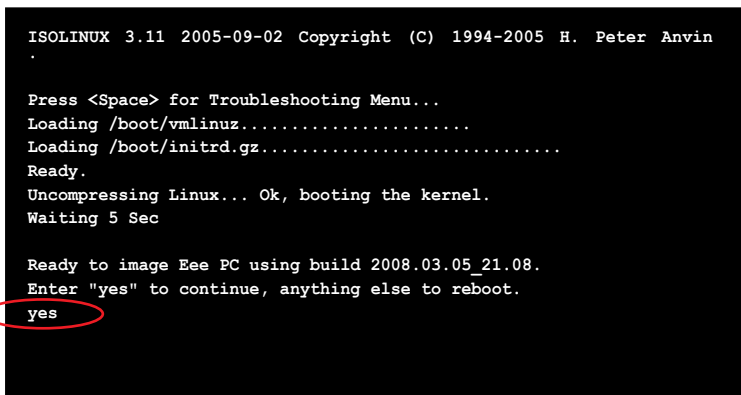 ISOLINUX 3.11 2005-09-02 Copyright (C) 1994-2005 H. Peter Anvin
.
Press <Space> for Troubleshooting Menu...
Loading /boot/vmlinuz.......................
Loading /boot/initrd.gz..............................
Ready.
Uncompressing Linux... Ok, booting the kernel.
Waiting 5 Sec
Ready to image Eee PC using build 2008.03.05_21.08.
Enter "yes" to continue, anything else to reboot.
yes